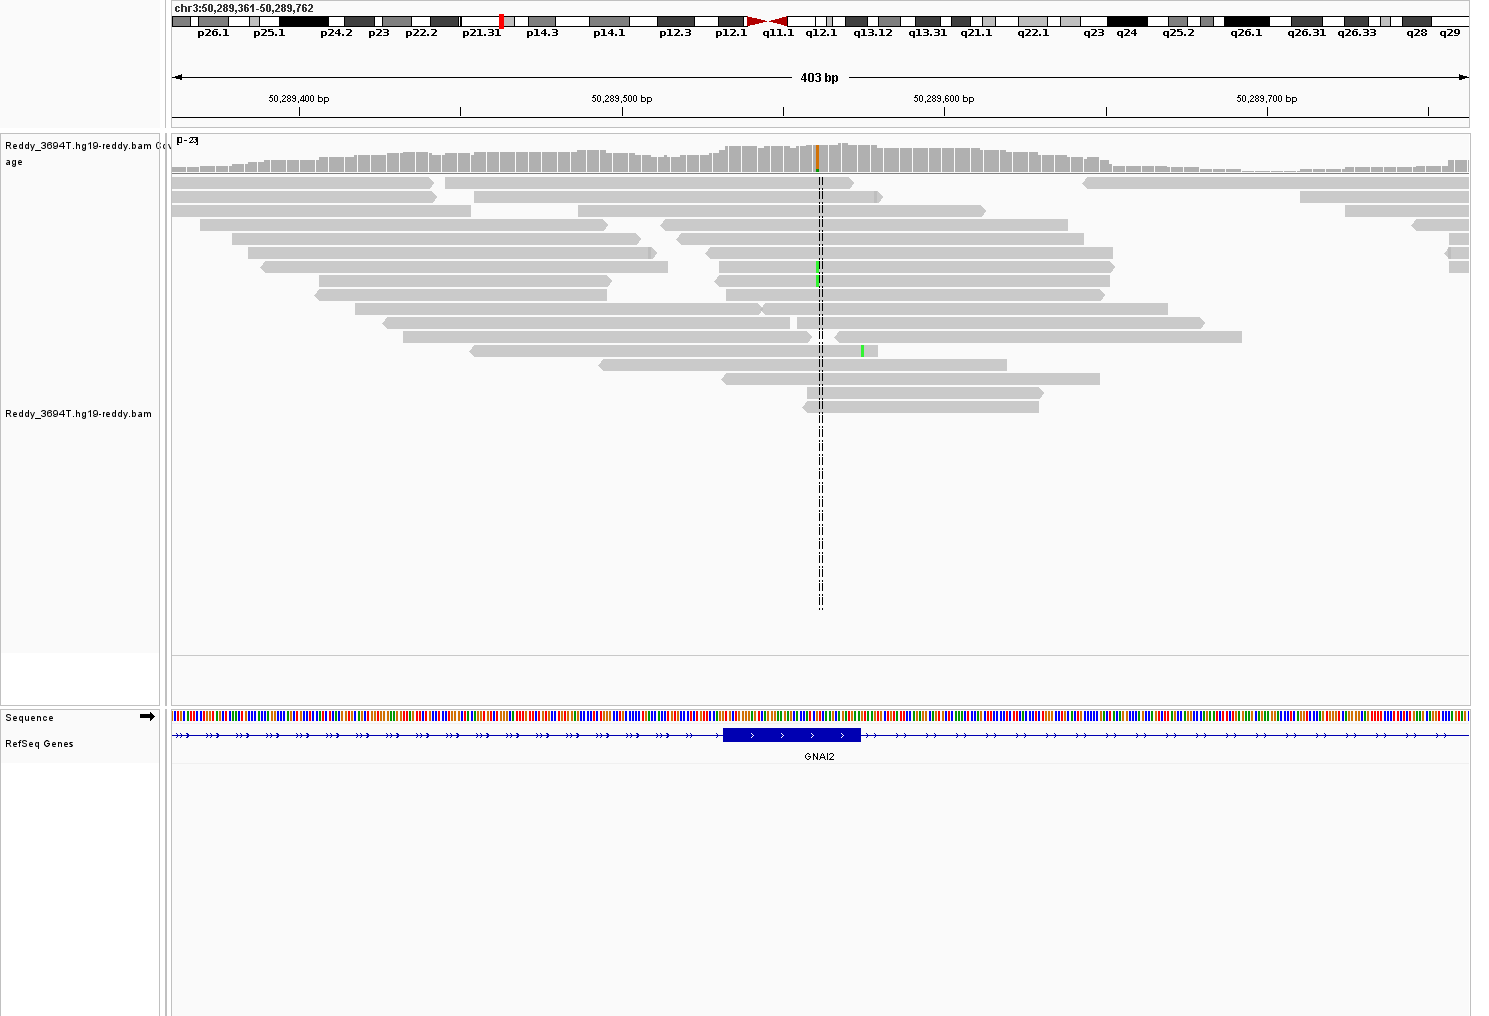 chr3:50,289,361-50,289,762
p26.1 p25.1 p24.2 p23 p22.2 p21.31 p14.3 p14.1 p12.3 p12.1 q11.1 q12.1 q13.12 q13.31 q21.1 q22.1 q23 q24 q25.2 q26.1 q26.31 q26.33 q28 q29
403 bp
50,289,400 bp 50,289,500 bp 50,289,600 bp 50,289,700 bp
[0 - 23]
Reddy_3694T.hg19-reddy.bam Cov
age
Reddy_3694T.hg19-reddy.bam
Sequence
RefSeq Genes
GNAI2